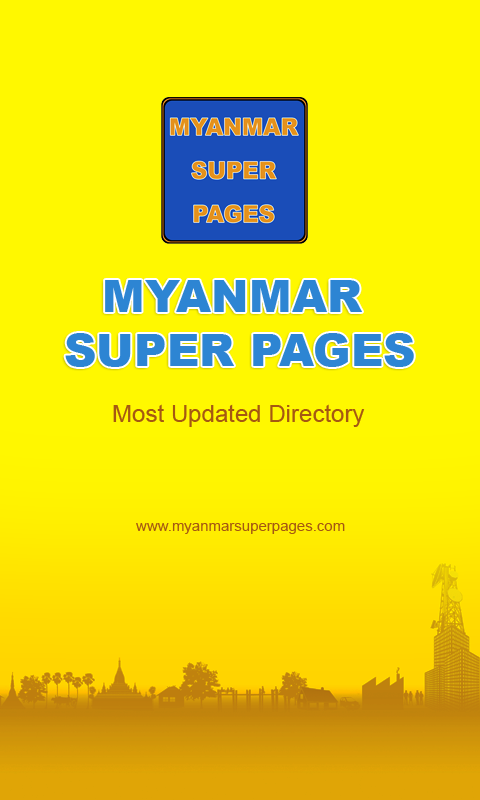 MYANMAR
SUPER
PAGES
MYANMAR
SUPER PAGES
Most Updated Directory
www.myanmarsuperpages.com